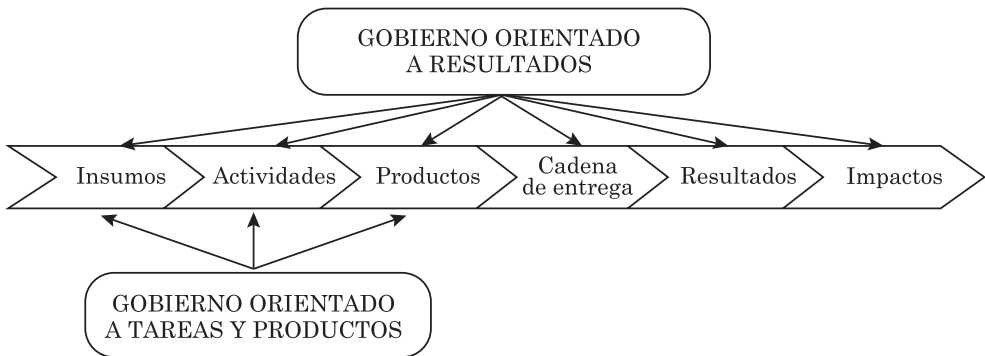 GOBIERNO ORIENTADO
A RESULTADOS
Insumos
Actividades
Productos
Cadena
de entrega
Resultados
Impactos
GOBIERNO ORIENTADO
A TAREAS Y PRODUCTOS